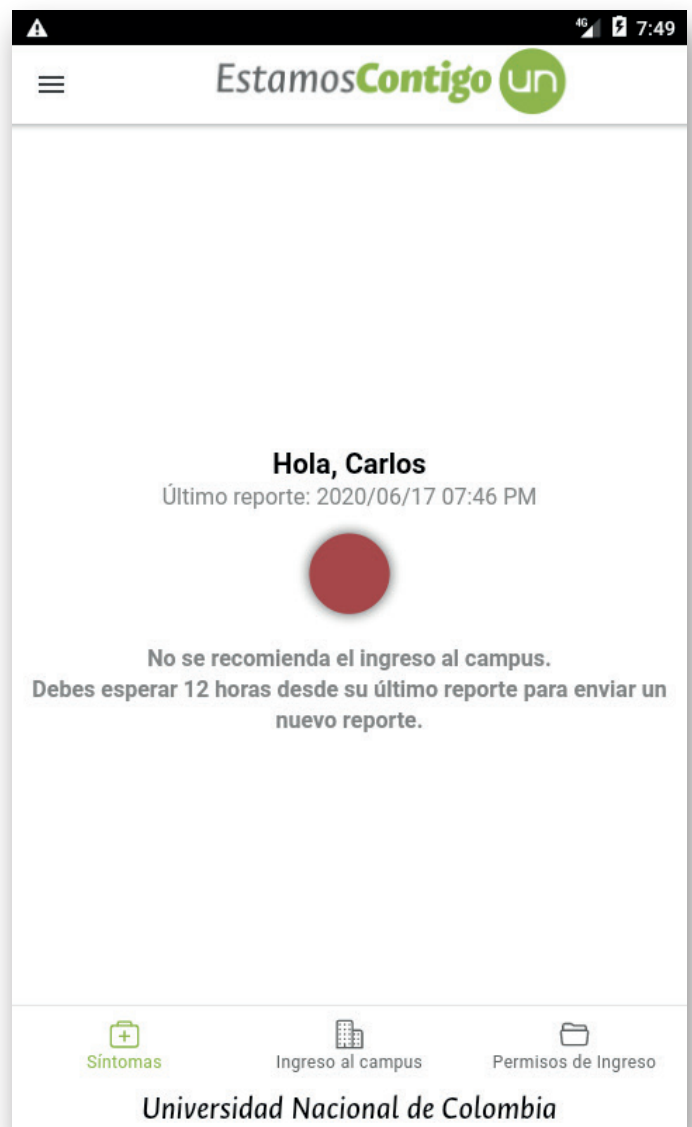 4G 7:49
EstamosContigo un
Hola, Carlos
Último reporte: 2020/06/17 07:46 PM
No se recomienda el ingreso al campus.
Debes esperar 12 horas desde su último reporte para enviar un
nuevo reporte.
Síntomas Ingreso al campus Permisos de Ingreso
Universidad Nacional de Colombia